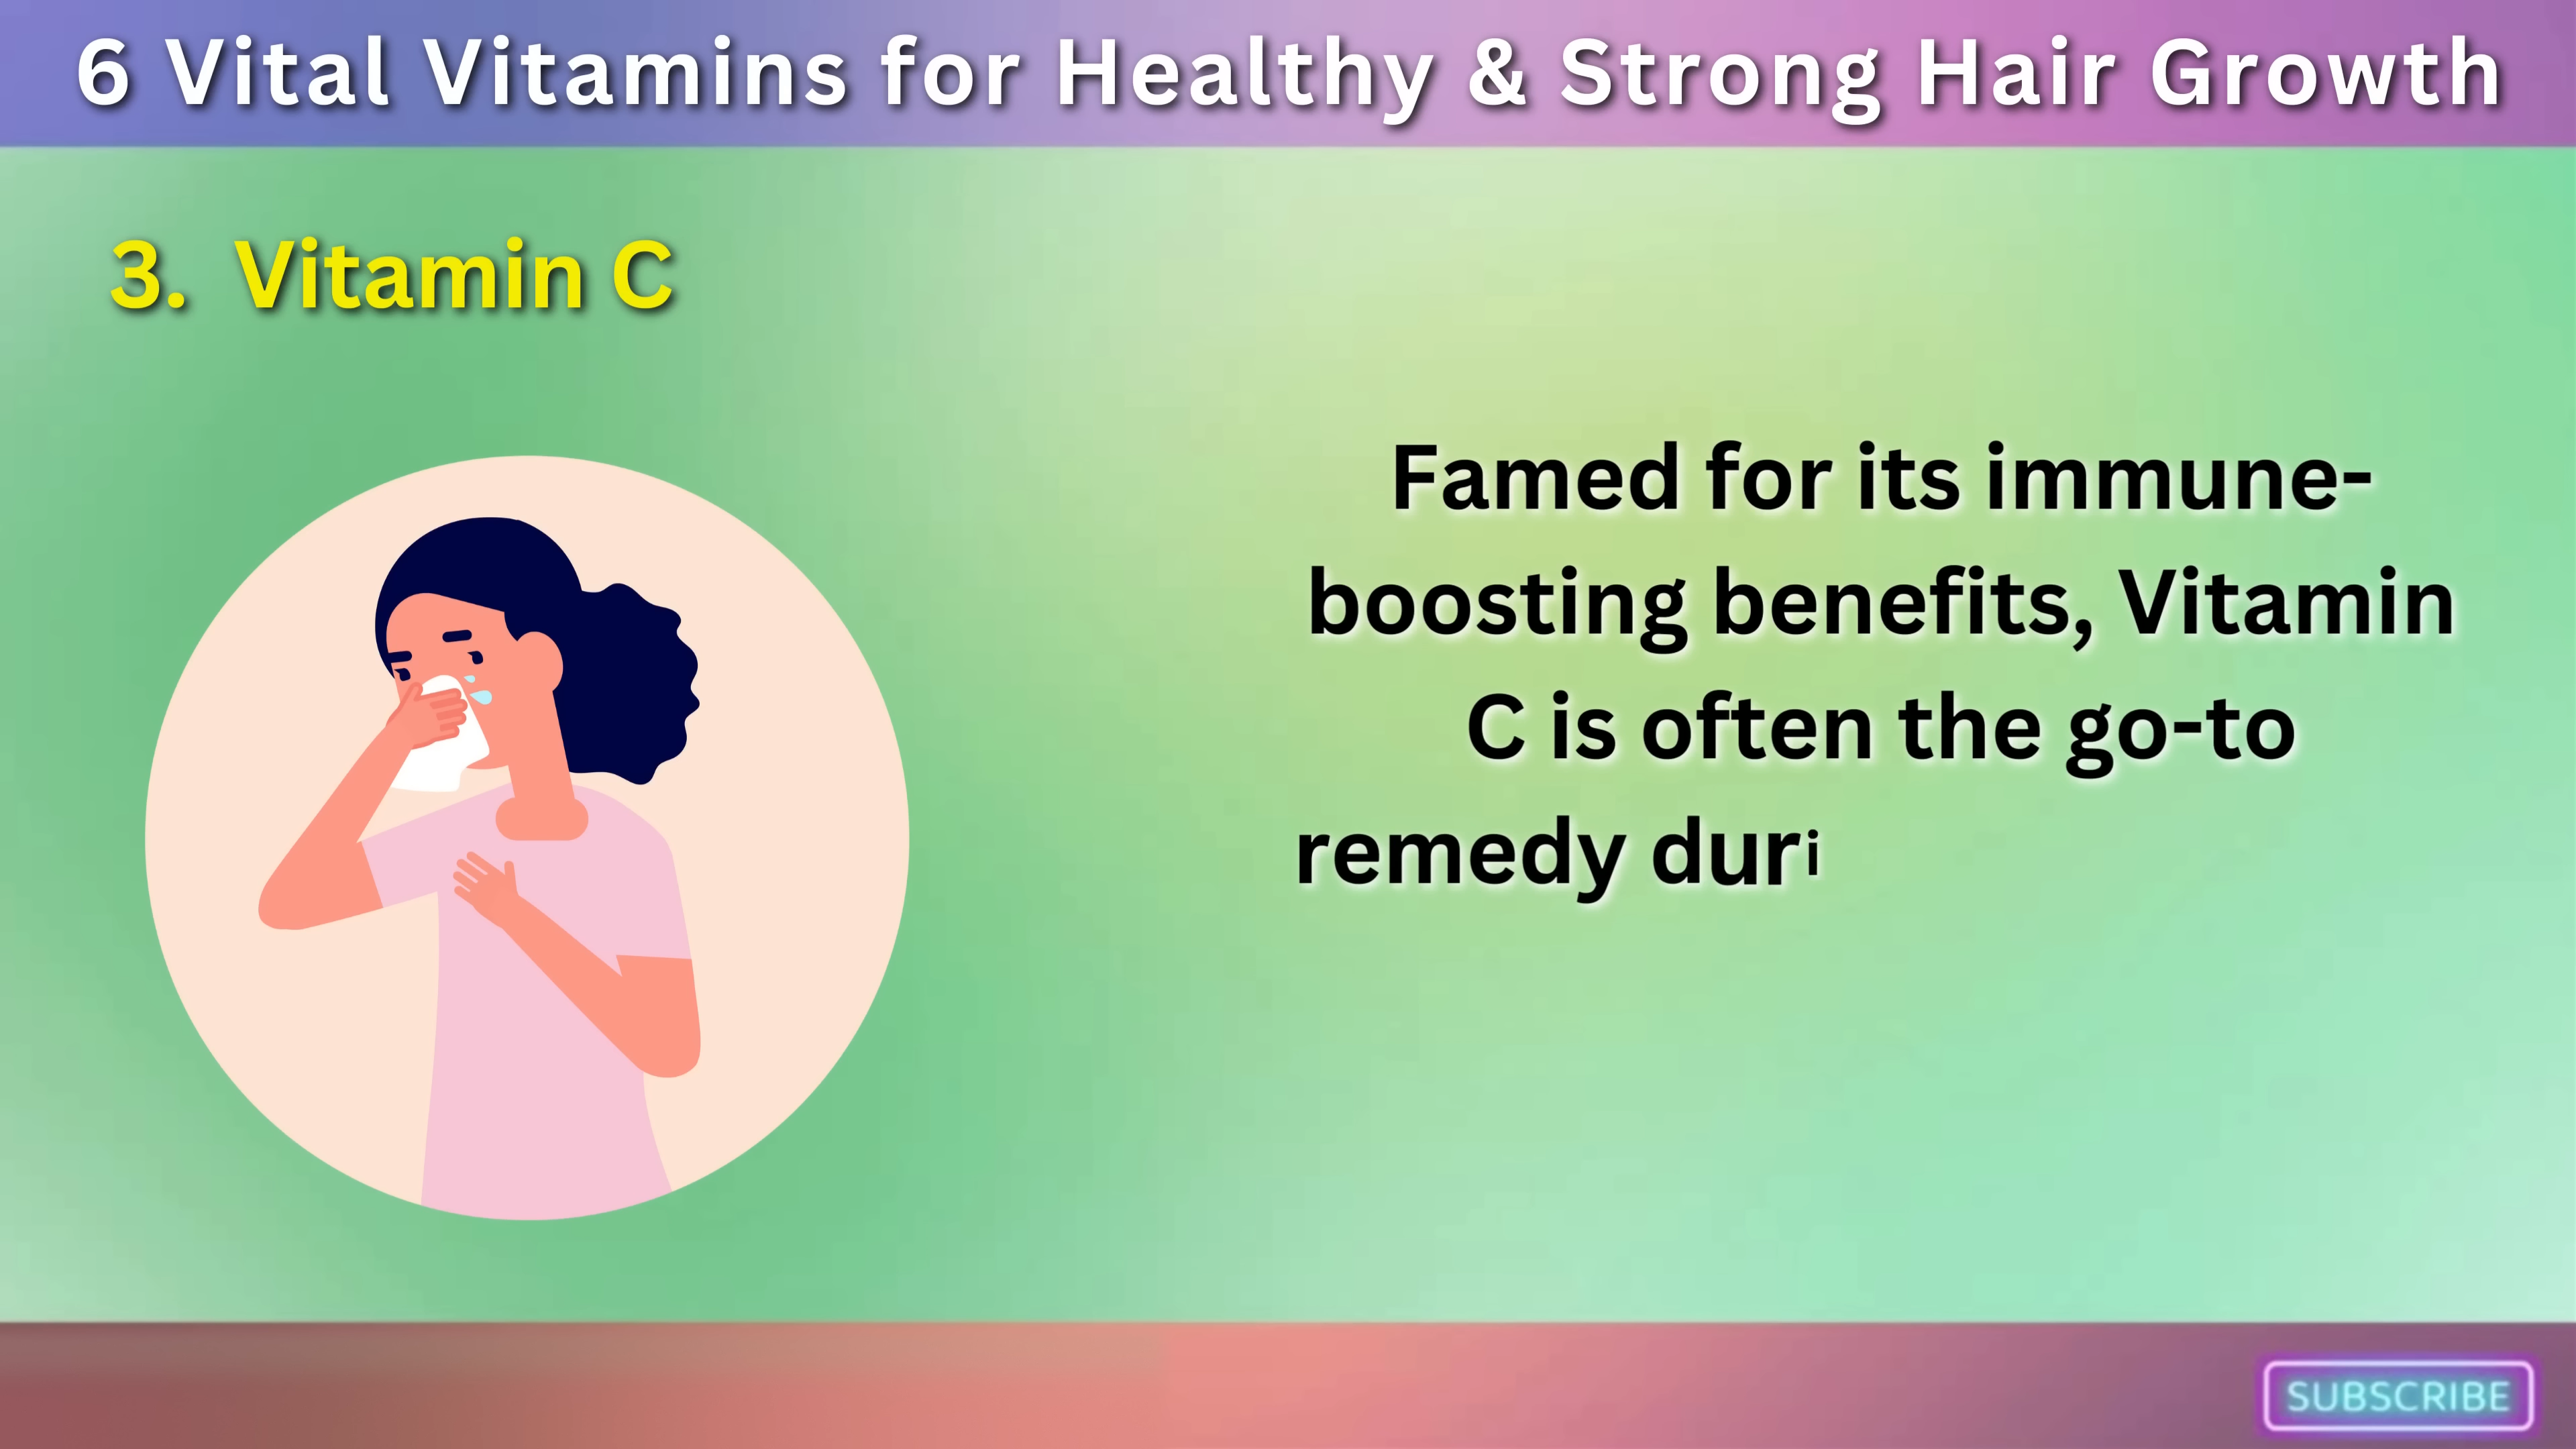 6 Vital Vitamins for Healthy & Strong Hair Growth
3. Vitamin C
Famed for its immune-
boosting benefits, Vitamin
C is often the go-to
remedy duri
SUBSCRIBE